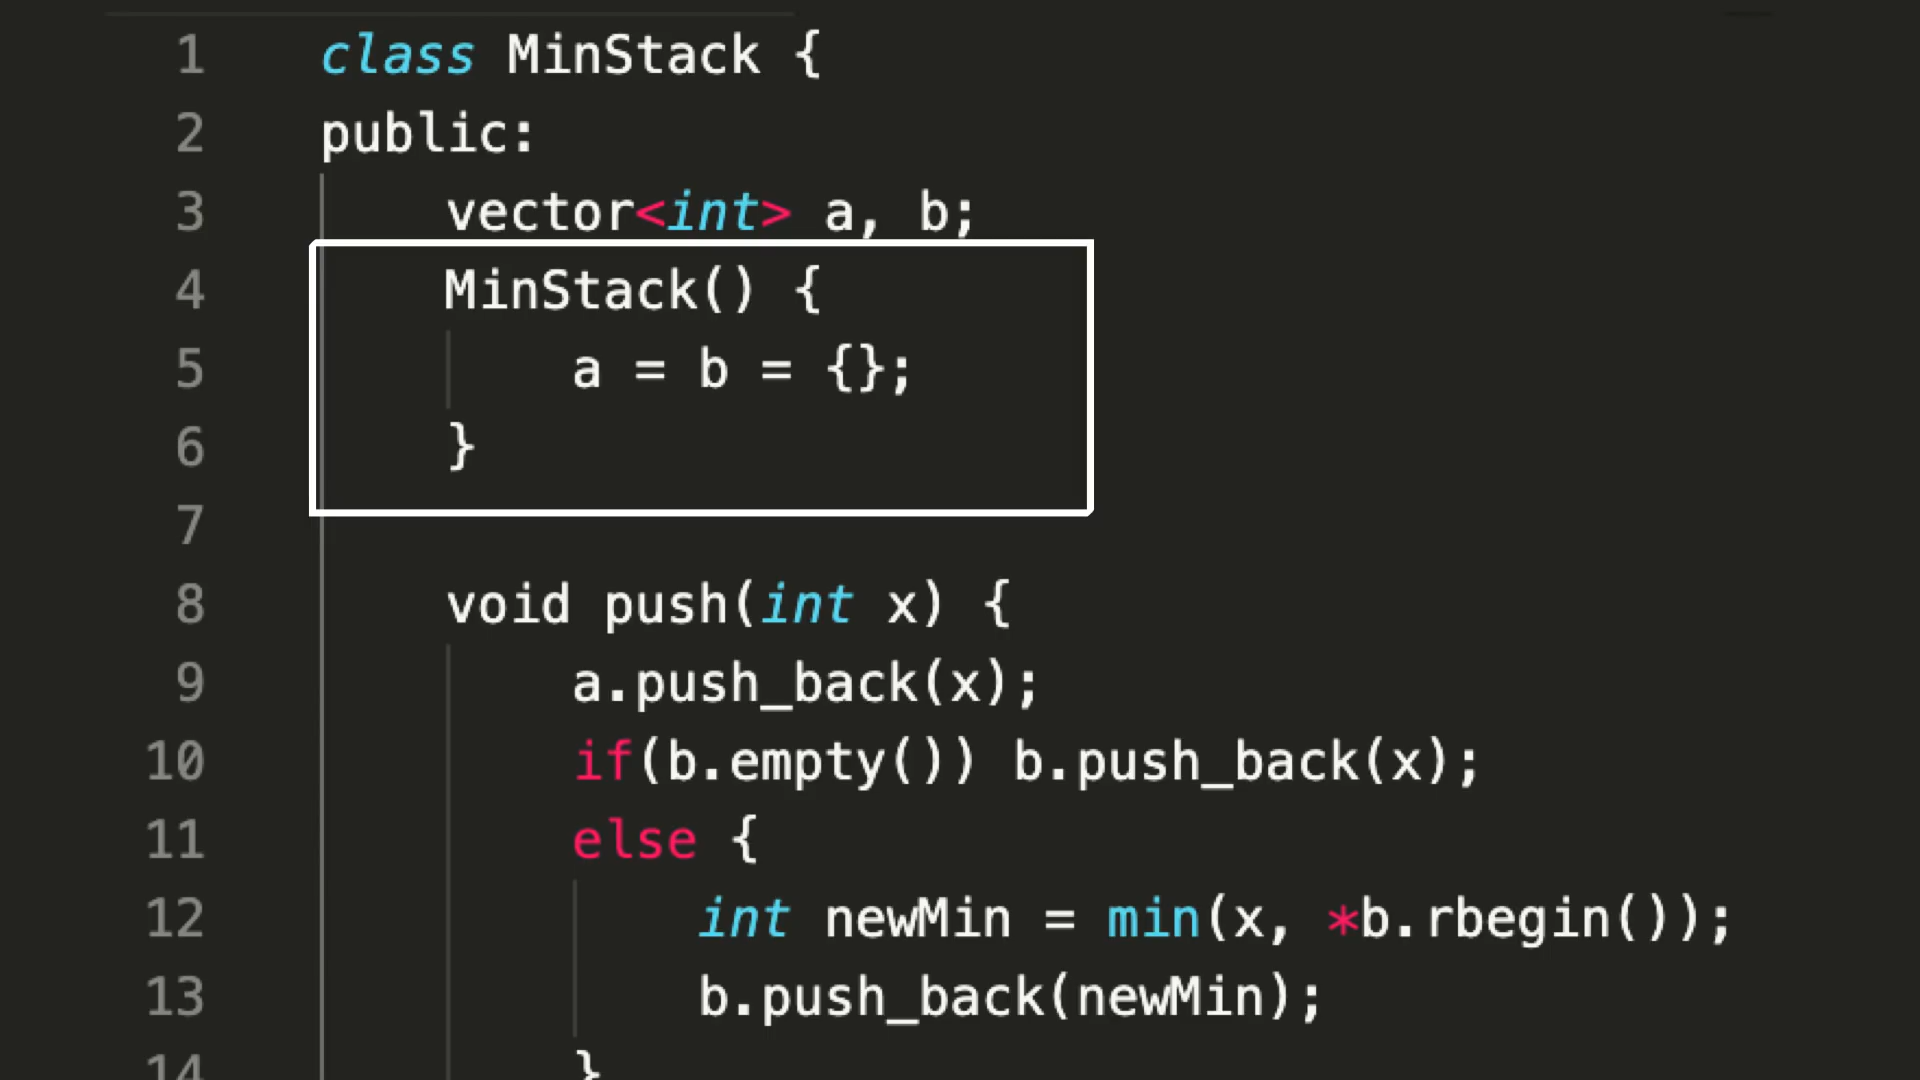 1 class MinStack {
2 public:
3 vector<int> a, b;
4 MinStack() {
5 a = b = {};
6 }
7
8 void push(int x) {
9 a.push_back(x);
10 if(b.empty()) b.push_back(x);
11 else {
12 int newMin = min(x, *b.rbegin());
13 b.push_back(newMin);
14 }